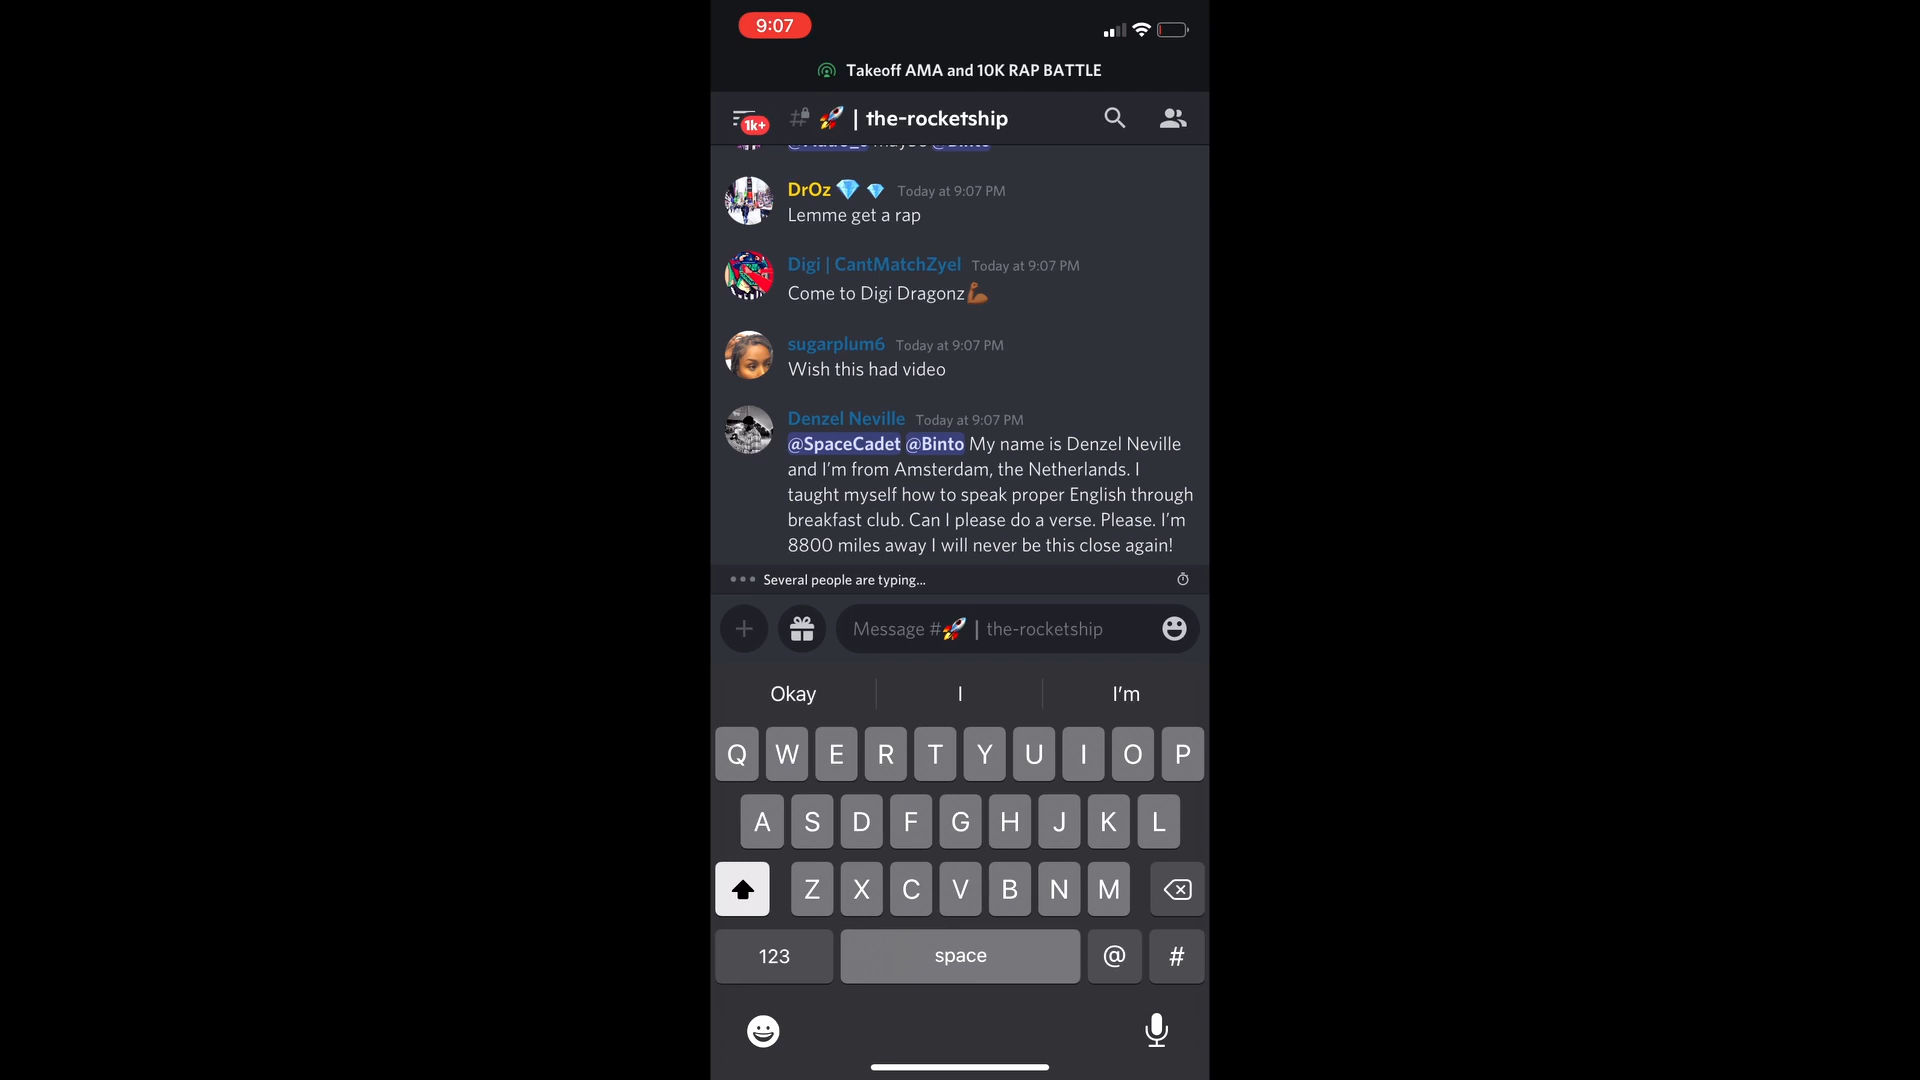 9:07
Takeoff AMA and 10K RAP BATTLE
1k+
# 🚀 | the-rocketship
DrOz 💎 💎 Today at 9:07 PM
Lemme get a rap
Digi | CantMatchZyel Today at 9:07 PM
Come to Digi Dragonz💪🏾
sugarplum6 Today at 9:07 PM
Wish this had video
Denzel Neville Today at 9:07 PM
@SpaceCadet @Binto My name is Denzel Neville
and I’m from Amsterdam, the Netherlands. I
taught myself how to speak proper English through
breakfast club. Can I please do a verse. Please. I’m
8800 miles away I will never be this close again!
Several people are typing...
Message #🚀 | the-rocketship
Okay I I’m
Q W E R T Y U I O P
A S D F G H J K L
Z X C V B N M
123 space @ #